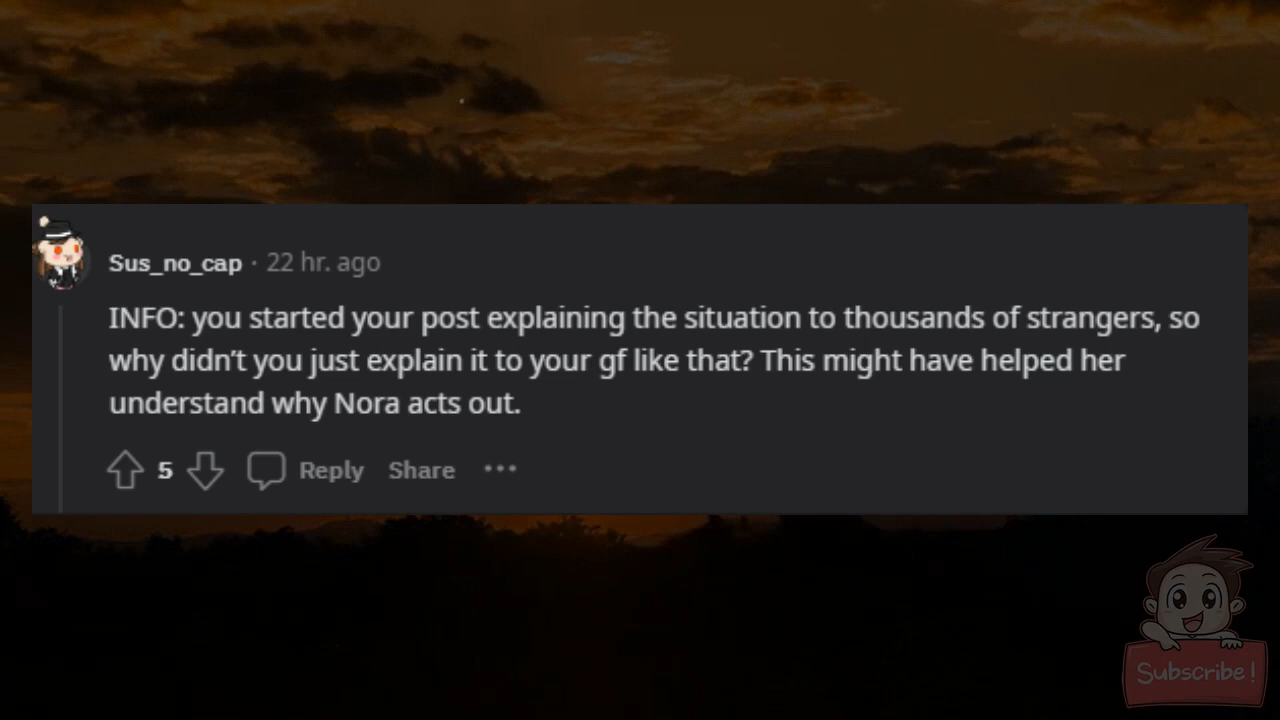 Sus_no_cap · 22 hr. ago
INFO: you started your post explaining the situation to thousands of strangers, so
why didn’t you just explain it to your gf like that? This might have helped her
understand why Nora acts out.
5 Reply Share •••
Subscribe!